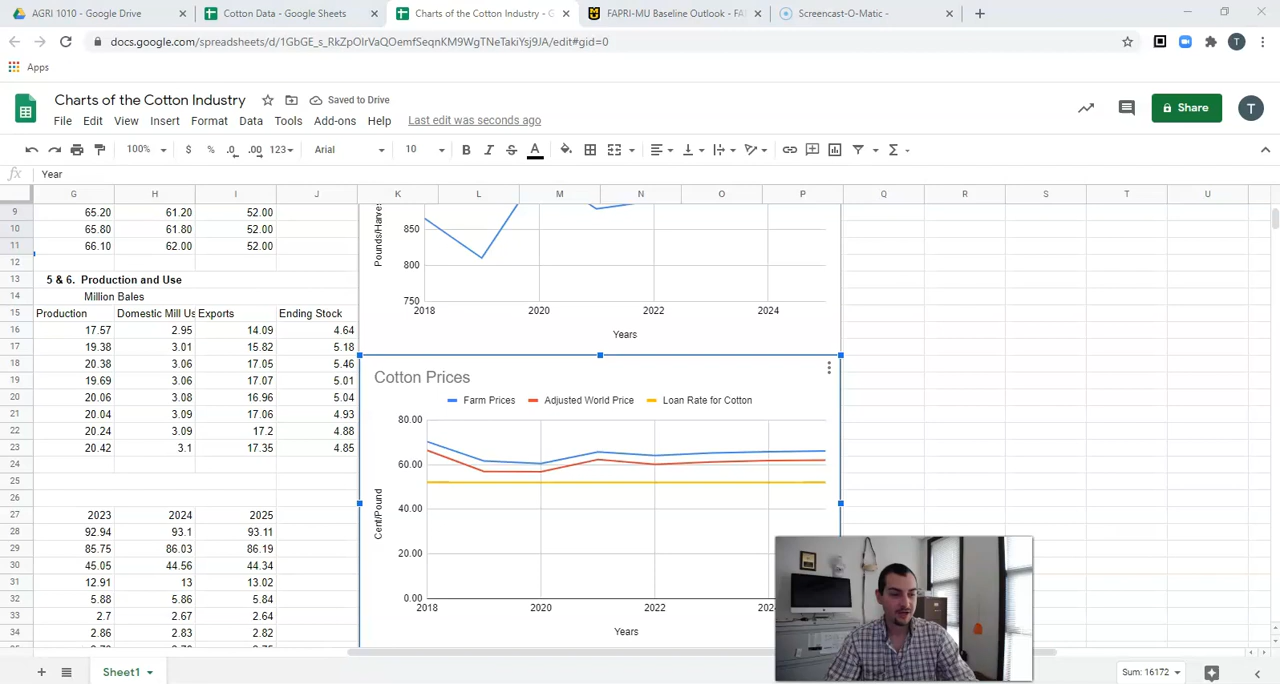 AGRI 1010 - Google Drive
Cotton Data - Google Sheets
Charts of the Cotton Industry - G
FAPRI-MU Baseline Outlook - FA
Screencast-O-Matic -
docs.google.com/spreadsheets/d/1GbGE_s_RkZpOlrVaQOemfSeqnKM9WgTNeTakiYsj9JA/edit#gid=0
T
Apps
Charts of the Cotton Industry
Saved to Drive
File Edit View Insert Format Data Tools Add-ons Help Last edit was seconds ago
Share
T
100% $ % .0 .00 123 Arial 10 B I S A
fx Year
G H I J K L M N O P Q R S T U
9 65.20 61.20 52.00
10 65.80 61.80 52.00
11 66.10 62.00 52.00
12
13 5 & 6. Production and Use
14 Million Bales
15 Production Domestic Mill Us Exports Ending Stock
16 17.57 2.95 14.09 4.64
17 19.38 3.01 15.82 5.18
18 20.38 3.06 17.05 5.46
19 19.69 3.06 17.07 5.01
20 20.06 3.08 16.96 5.04
21 20.04 3.09 17.06 4.93
22 20.24 3.09 17.2 4.88
23 20.42 3.1 17.35 4.85
24
25
26
27 2023 2024 2025
28 92.94 93.1 93.11
29 85.75 86.03 86.19
30 45.05 44.56 44.34
31 12.91 13 13.02
32 5.88 5.85 5.84
33 2.7 2.67 2.64
34 2.86 2.83 2.82
Pounds/Harve
850
800
750
2018 2020 2022 2024
Years
Cotton Prices
Farm Prices Adjusted World Price Loan Rate for Cotton
Cent/Pound
80.00
60.00
40.00
20.00
0.00
2018 2020 2022 202
Years
Sheet1
Sum: 16172